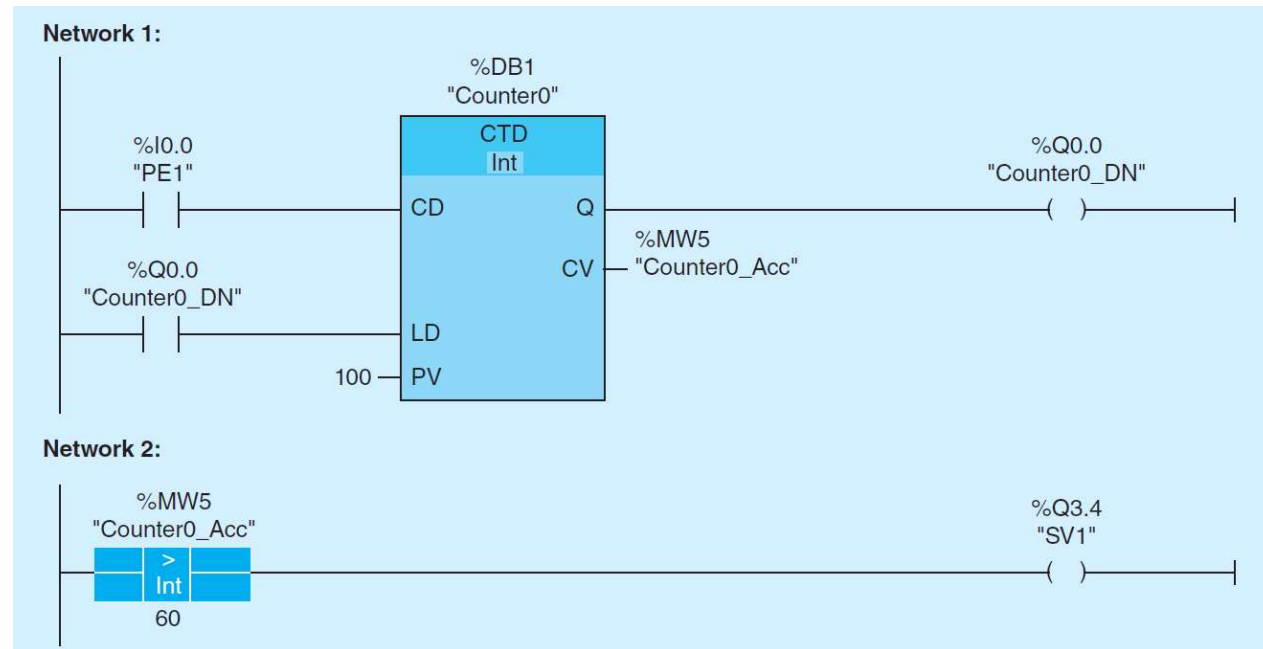 Network 1:
%DB1
"Counter0"
CTD
Int
%I0.0
"PE1"
%Q0.0
"Counter0_DN"
CD
Q
%MW5
CV
"Counter0_Acc"
%Q0.0
"Counter0_DN"
LD
100
PV
Network 2:
%MW5
"Counter0_Acc"
>
Int
60
%Q3.4
"SV1"